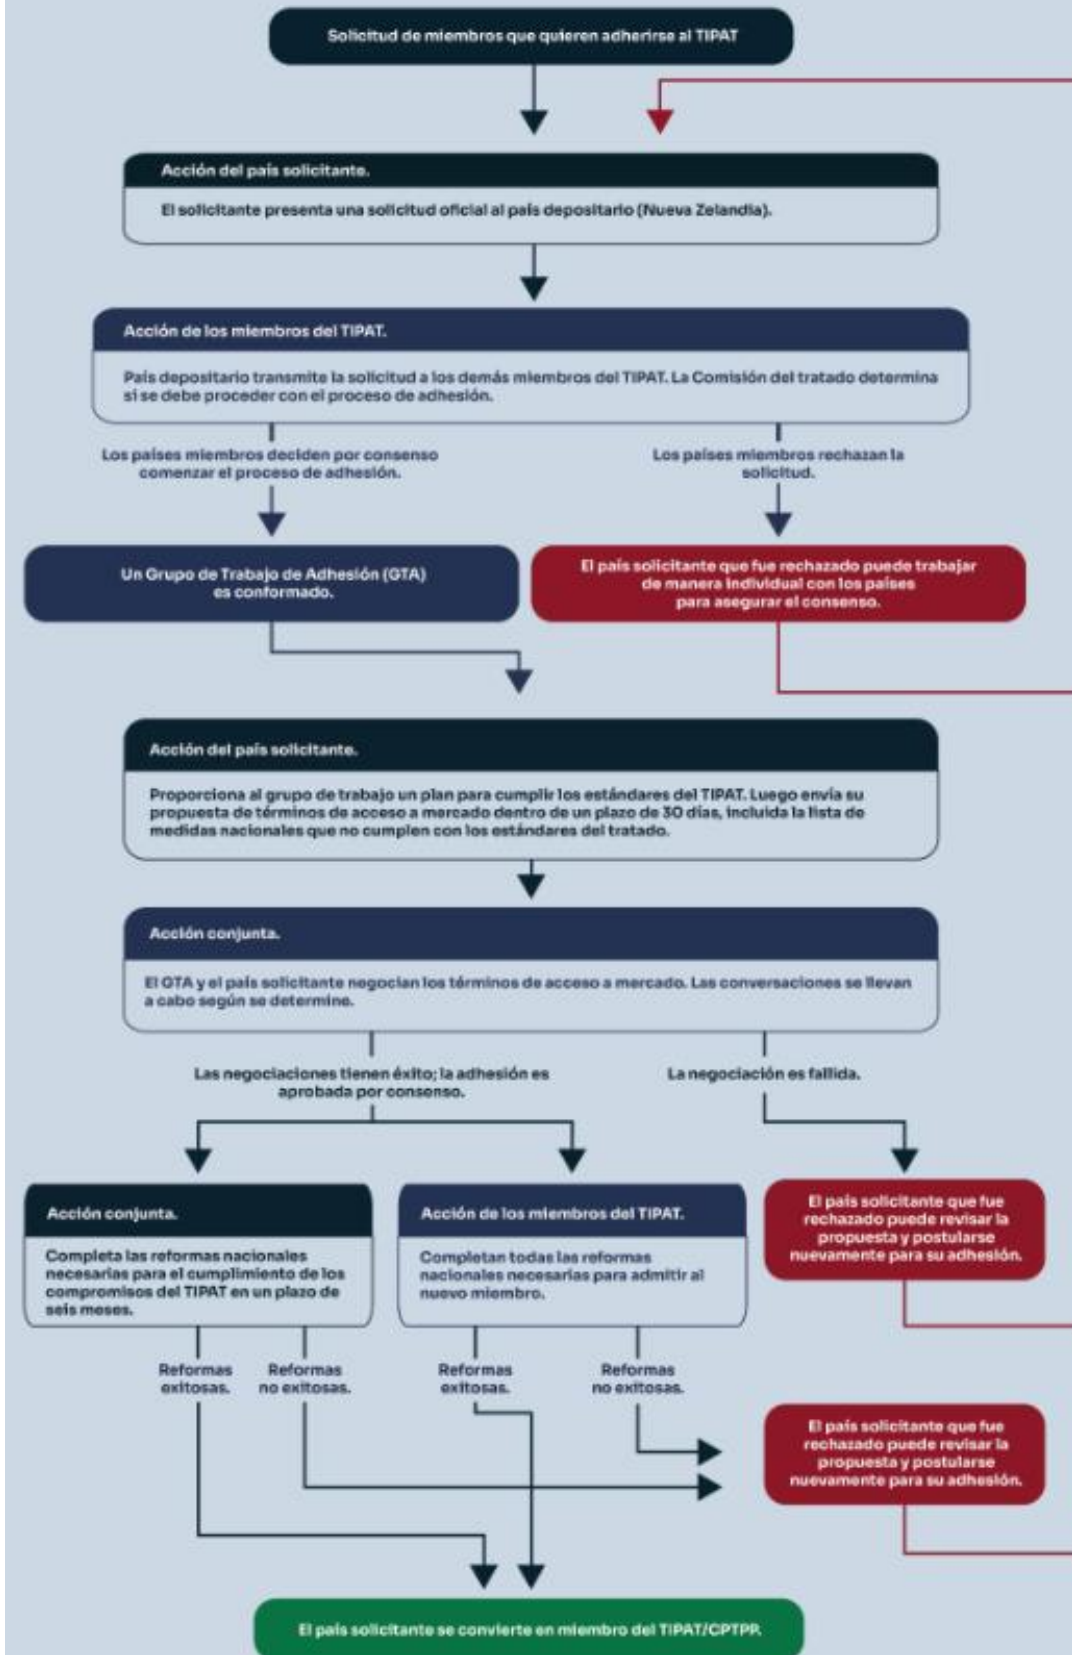 Solicitud de miembros que quieren adherirse al TIPAT
Acción del país solicitante.
El solicitante presenta una solicitud oficial al país depositario (Nueva Zelandia).
Acción de los miembros del TIPAT.
País depositario transmite la solicitud a los demás miembros del TIPAT. La Comisión del tratado determina
si se debe proceder con el proceso de adhesión.
Los países miembros deciden por consenso
comenzar el proceso de adhesión.
Los países miembros rechazan la
solicitud.
Un Grupo de Trabajo de Adhesión (GTA)
es conformado.
El país solicitante que fue rechazado puede trabajar
de manera individual con los países
para asegurar el consenso.
Acción del país solicitante.
Proporciona al grupo de trabajo un plan para cumplir los estándares del TIPAT. Luego envía su
propuesta de términos de acceso a mercado dentro de un plazo de 30 días, incluida la lista de
medidas nacionales que no cumplen con los estándares del tratado.
Acción conjunta.
El GTA y el país solicitante negocian los términos de acceso a mercado. Las conversaciones se llevan
a cabo según se determine.
Las negociaciones tienen éxito; la adhesión es
aprobada por consenso.
La negociación es fallida.
Acción conjunta.
Completa las reformas nacionales
necesarias para el cumplimiento de los
compromisos del TIPAT en un plazo de
seis meses.
Acción de los miembros del TIPAT.
Completan todas las reformas
nacionales necesarias para admitir al
nuevo miembro.
El país solicitante que fue
rechazado puede revisar la
propuesta y postularse
nuevamente para su adhesión.
Reformas
exitosas.
Reformas
no exitosas.
Reformas
exitosas.
Reformas
no exitosas.
El país solicitante que fue
rechazado puede revisar la
propuesta y postularse
nuevamente para su adhesión.
El país solicitante se convierte en miembro del TIPAT/CPTPP.